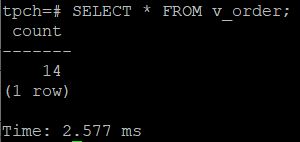 tpch=# SELECT * FROM v_order;
 count
-------
    14
(1 row)

Time: 2.577 ms